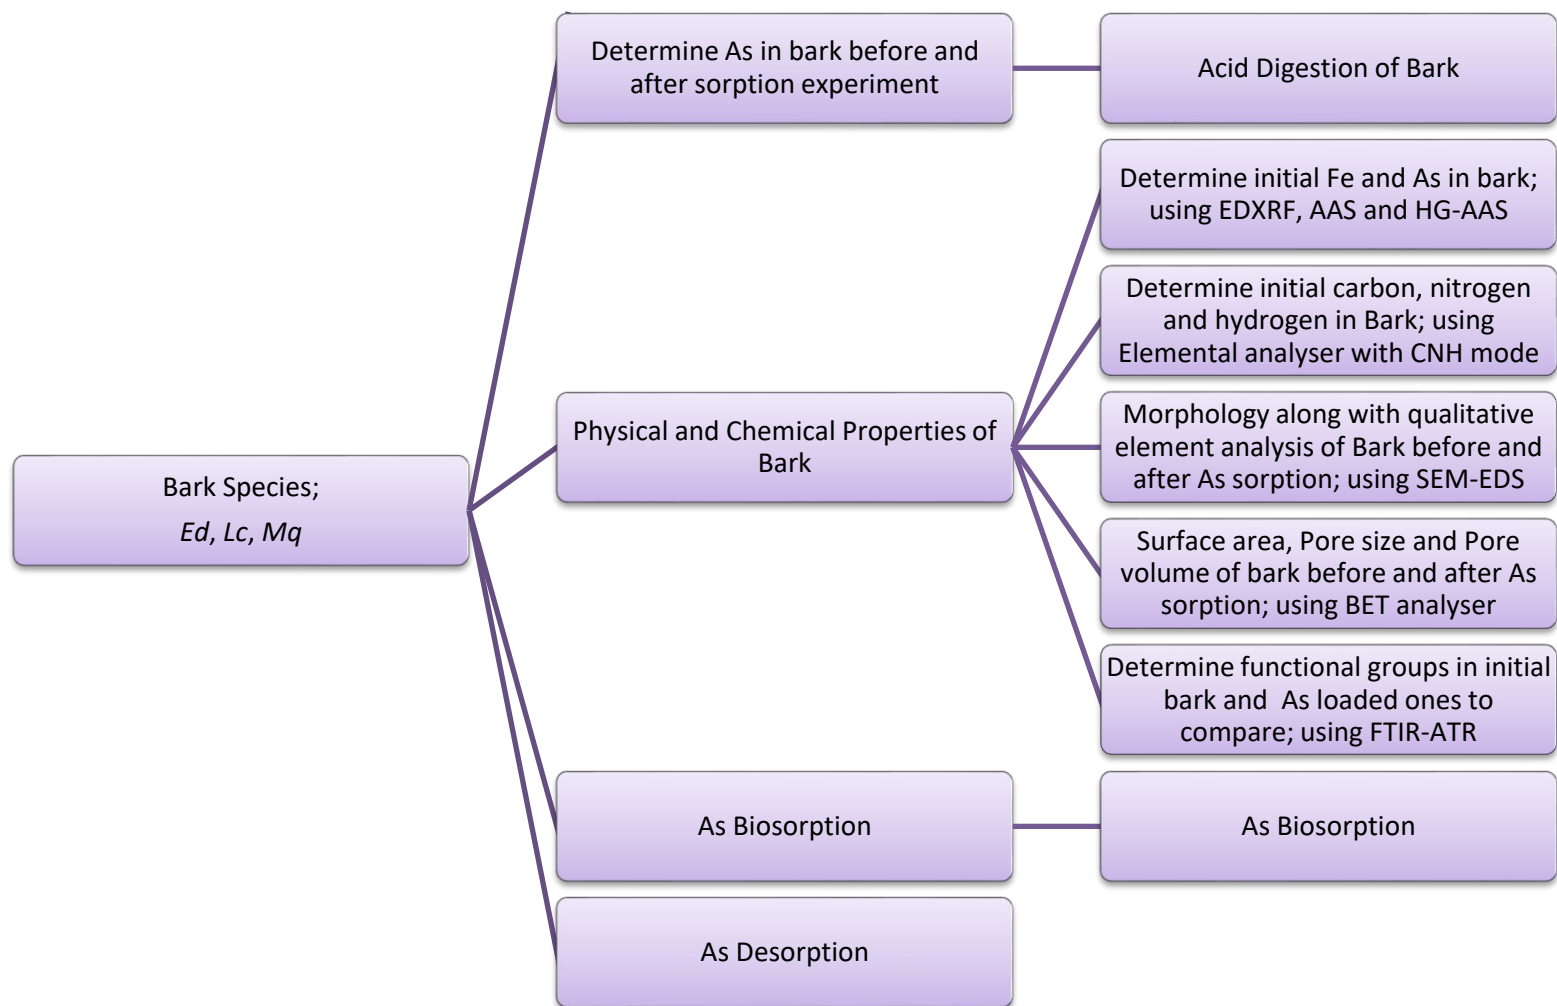 Determine As in bark before and
after sorption experiment
Acid Digestion of Bark
Determine initial Fe and As in bark;
using EDXRF, AAS and HG-AAS
Determine initial carbon, nitrogen
and hydrogen in Bark; using
Elemental analyser with CNH mode
Physical and Chemical Properties of
Bark
Morphology along with qualitative
element analysis of Bark before and
after As sorption; using SEM-EDS
Bark Species;
Ed, Lc, Mq
Surface area, Pore size and Pore
volume of bark before and after As
sorption; using BET analyser
Determine functional groups in initial
bark and  As loaded ones to
compare; using FTIR-ATR
As Biosorption
As Biosorption
As Desorption